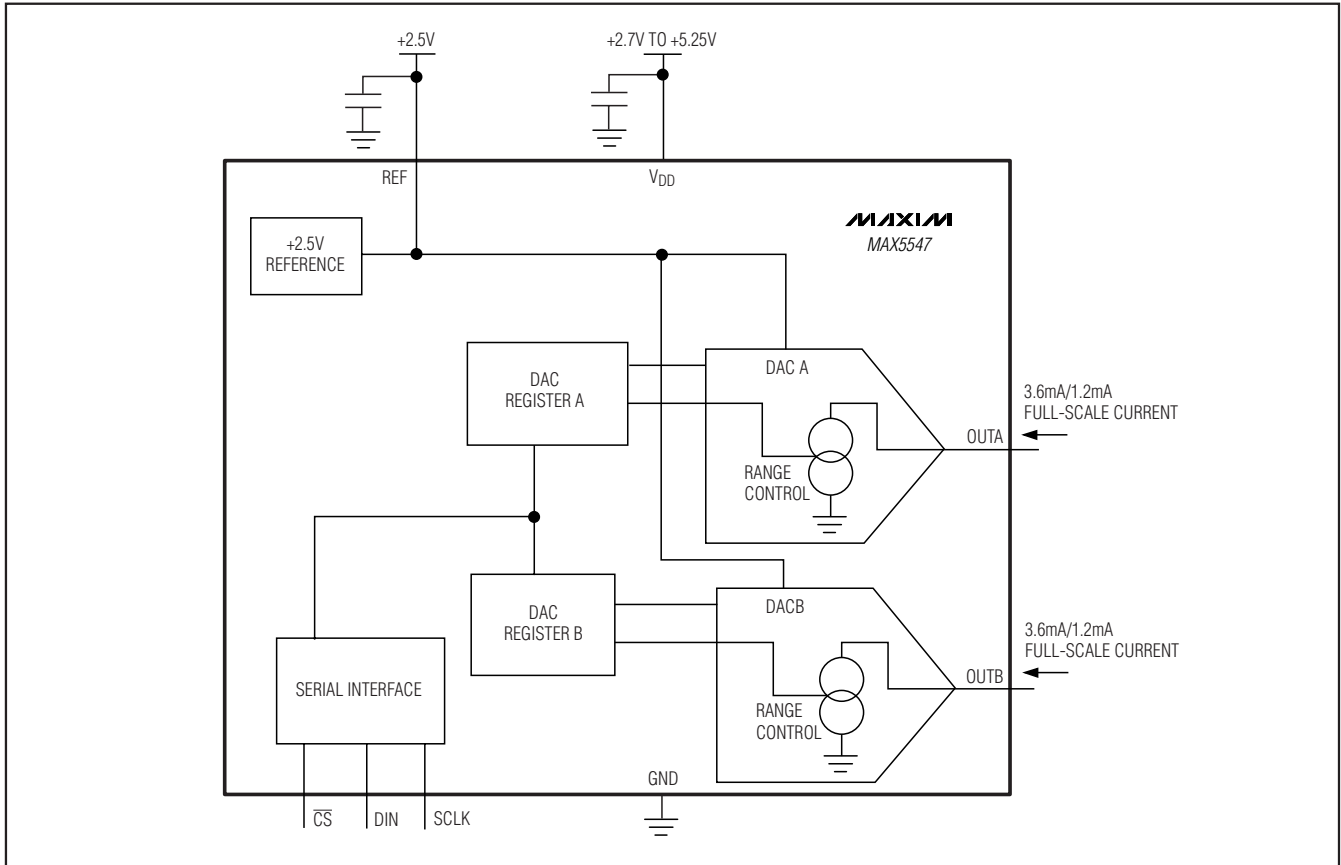 +2.5V
+2.7V TO +5.25V
REF
VDD
+2.5V
REFERENCE
MAXIM
MAX5547
DAC
REGISTER A
DAC A
RANGE
CONTROL
OUTA
3.6mA/1.2mA
FULL-SCALE CURRENT
DAC
REGISTER B
DACB
RANGE
CONTROL
OUTB
3.6mA/1.2mA
FULL-SCALE CURRENT
SERIAL INTERFACE
CS
DIN
SCLK
GND